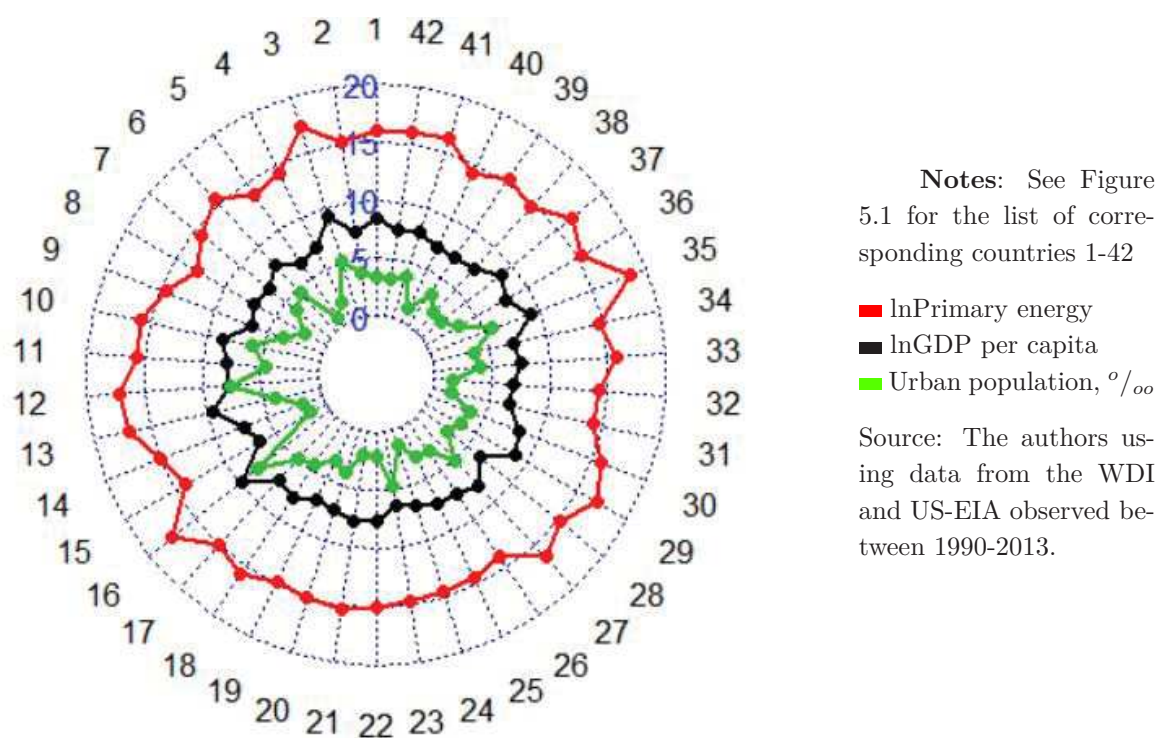 3 2 1 42 41
4 40
5 39
6 38
7 37
8 36
9 35
10 34
11 33
12 32
13 31
14 30
15 29
16 28
17 27
18 26
19 25
20 21 22 23 24
20
15
10
5
0
Notes: See Figure
5.1 for the list of corre-
sponding countries 1-42
lnPrimary energy
lnGDP per capita
Urban population, o/oo
Source: The authors us-
ing data from the WDI
and US-EIA observed be-
tween 1990-2013.